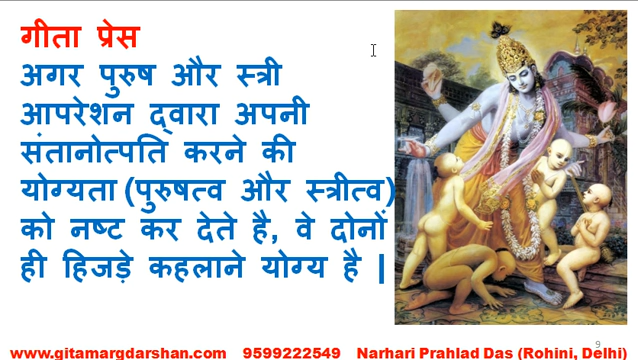 गीता प्रेस
अगर पुरुष और स्त्री
आपरेशन द्वारा अपनी
संतानोत्पति करने की
योग्यता (पुरुषत्व और स्त्रीत्व)
को नष्ट कर देते है, वे दोनों
ही हिजड़े कहलाने योग्य है |
9
www.gitamargdarshan.com 9599222549 Narhari Prahlad Das (Rohini, Delhi)